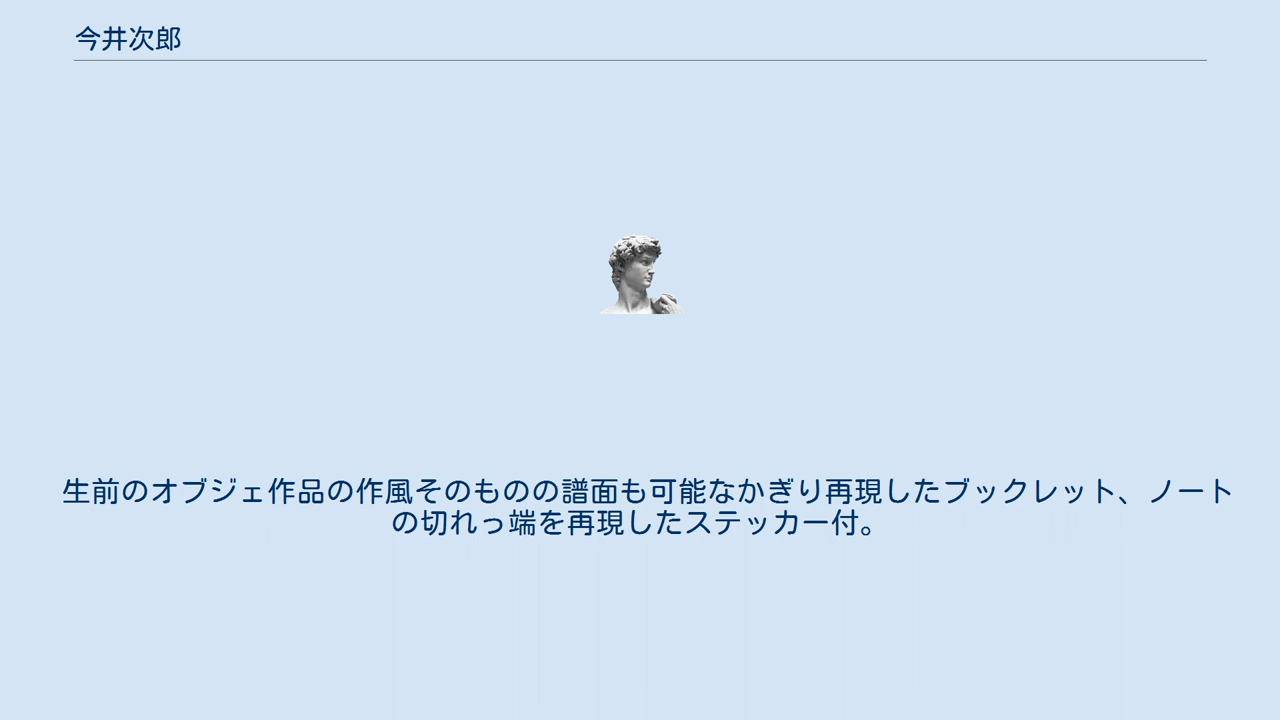 今井次郎
生前のオブジェ作品の作風そのものの譜面も可能なかぎり再現したブックレット、ノート
の切れっ端を再現したステッカー付。